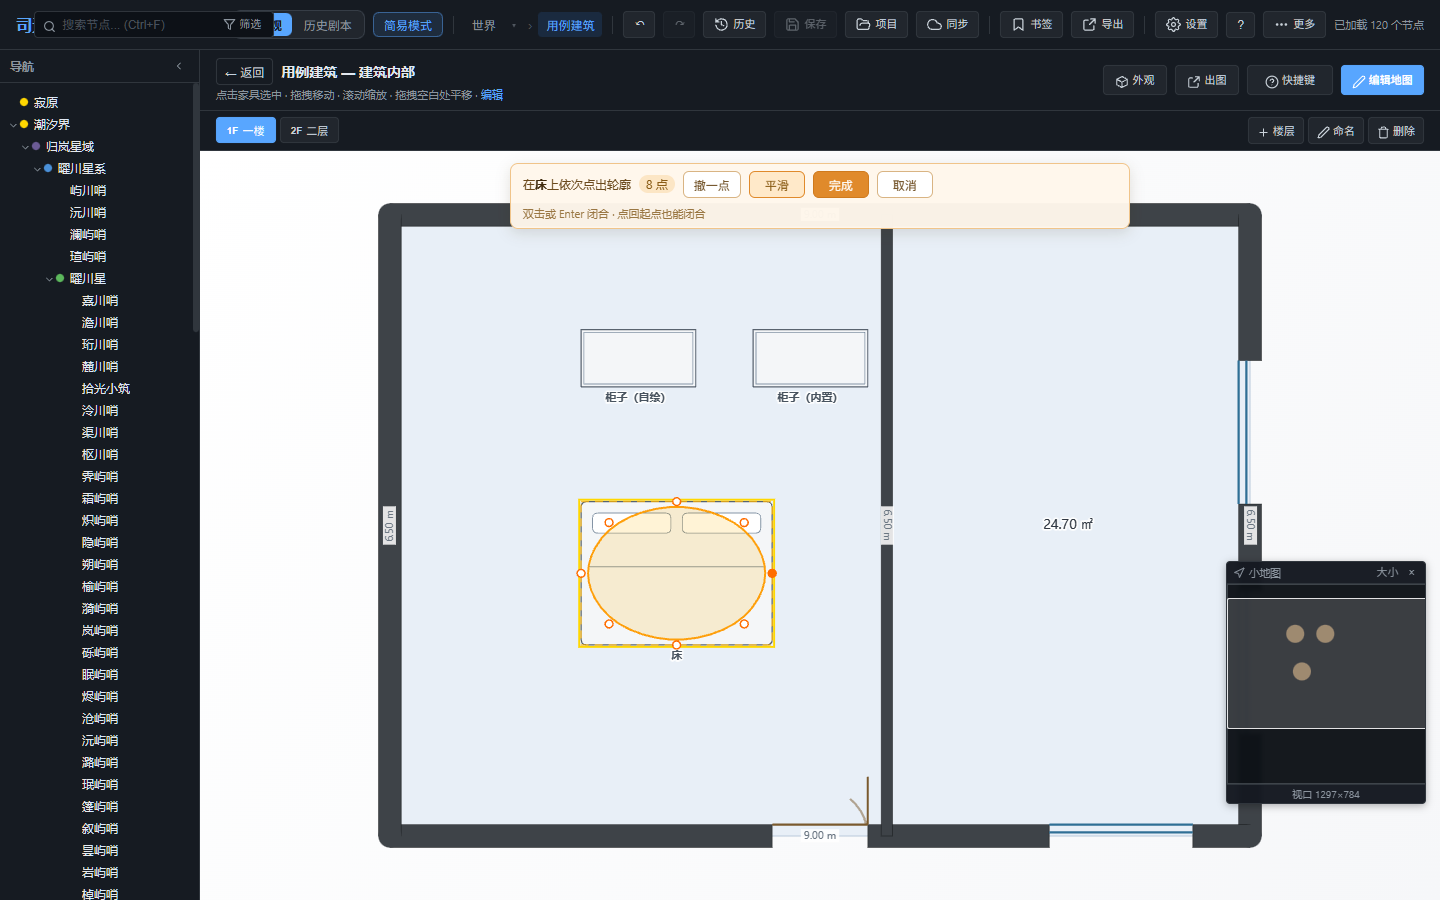 司
搜索节点... (Ctrl+F)
筛选
历史剧本
简易模式
世界
›
用例建筑
历史
保存
项目
同步
书签
导出
设置
?
更多
已加载 120 个节点
导航
寂原
潮汐界
归岚星域
曜川星系
屿川哨
沅川哨
澜屿哨
瑄屿哨
曜川星
嘉川哨
澹川哨
珩川哨
麓川哨
拾光小筑
泠川哨
渠川哨
枢川哨
霁屿哨
霜屿哨
炽屿哨
隐屿哨
朔屿哨
榆屿哨
漪屿哨
岚屿哨
砾屿哨
眠屿哨
烬屿哨
沧屿哨
沅屿哨
潞屿哨
珉屿哨
篷屿哨
叙屿哨
昙屿哨
岩屿哨
棹屿哨
← 返回
用例建筑 — 建筑内部
点击家具选中 · 拖拽移动 · 滚动缩放 · 拖拽空白处平移 · 编辑
外观
出图
快捷键
编辑地图
1F 一楼
2F 二层
+ 楼层
命名
删除
在床上依次点出轮廓
8 点
撤一点
平滑
完成
取消
双击或 Enter 闭合 · 点回起点也能闭合
柜子（自绘）
柜子（内置）
6.50 m
6.50 m
24.70 ㎡
6.50 m
床
9.00 m
小地图
大小
×
视口 1297×784